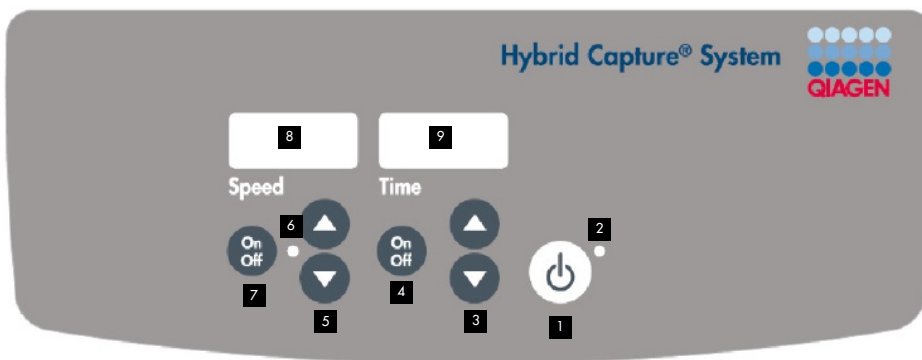 Hybrid Capture® System
QIAGEN
8
9
Speed
Time
6
2
On
Off
On
Off
7
5
4
3
1